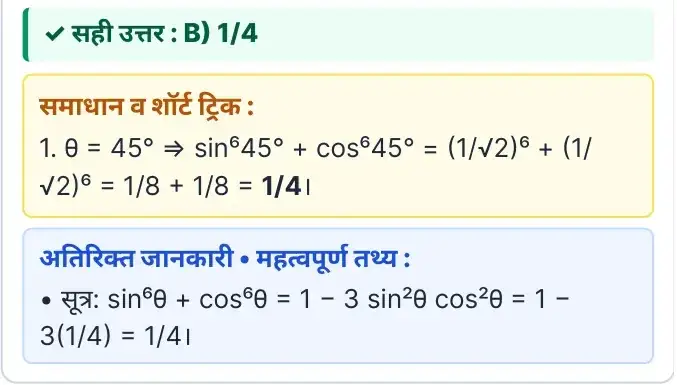 ✓ सही उत्तर : B) 1/4
समाधान व शॉर्ट ट्रिक :
1. θ = 45° ⇒ sin⁶45° + cos⁶45° = (1/√2)⁶ + (1/
√2)⁶ = 1/8 + 1/8 = 1/4।
अतिरिक्त जानकारी • महत्वपूर्ण तथ्य :
• सूत्र: sin⁶θ + cos⁶θ = 1 − 3 sin²θ cos²θ = 1 −
3(1/4) = 1/4।